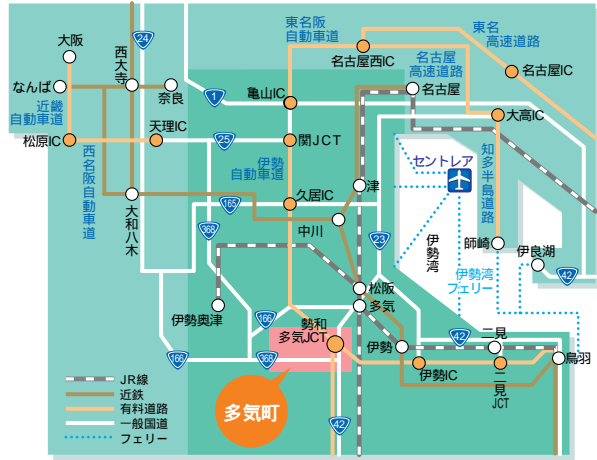 東名阪
自動車道
東名
高速道路
24
大阪
西大寺
名古屋西IC
名古屋
高速道路
名古屋IC
なんば
奈良
亀山IC
1
名古屋
近畿
自動車道
大高IC
松原IC
天理IC
25
関JCT
セントレア
知多半島道路
西名阪自動車道
伊勢
自動車道
津
大和八木
165
久居IC
368
中川
23
伊勢湾
師崎
伊良湖
伊勢湾
フェリー
42
松阪
多気
伊勢奥津
166
勢和
多気JCT
42
二見
伊勢
鳥羽
166
368
伊勢IC
二見
JCT
JR線
近鉄
有料道路
一般国道
フェリー
多気町
42